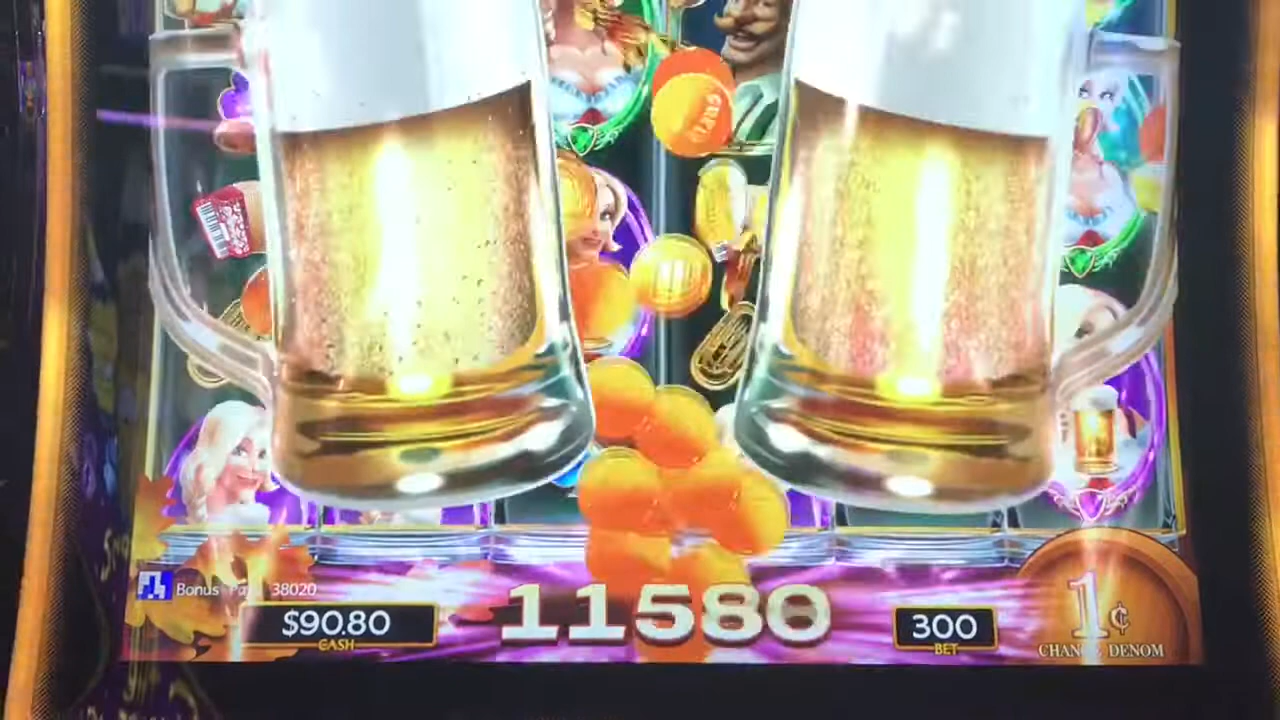 Bonus Pays 38020
$90.80
CASH
11580
300
BET
1¢
CHANGE DENOM